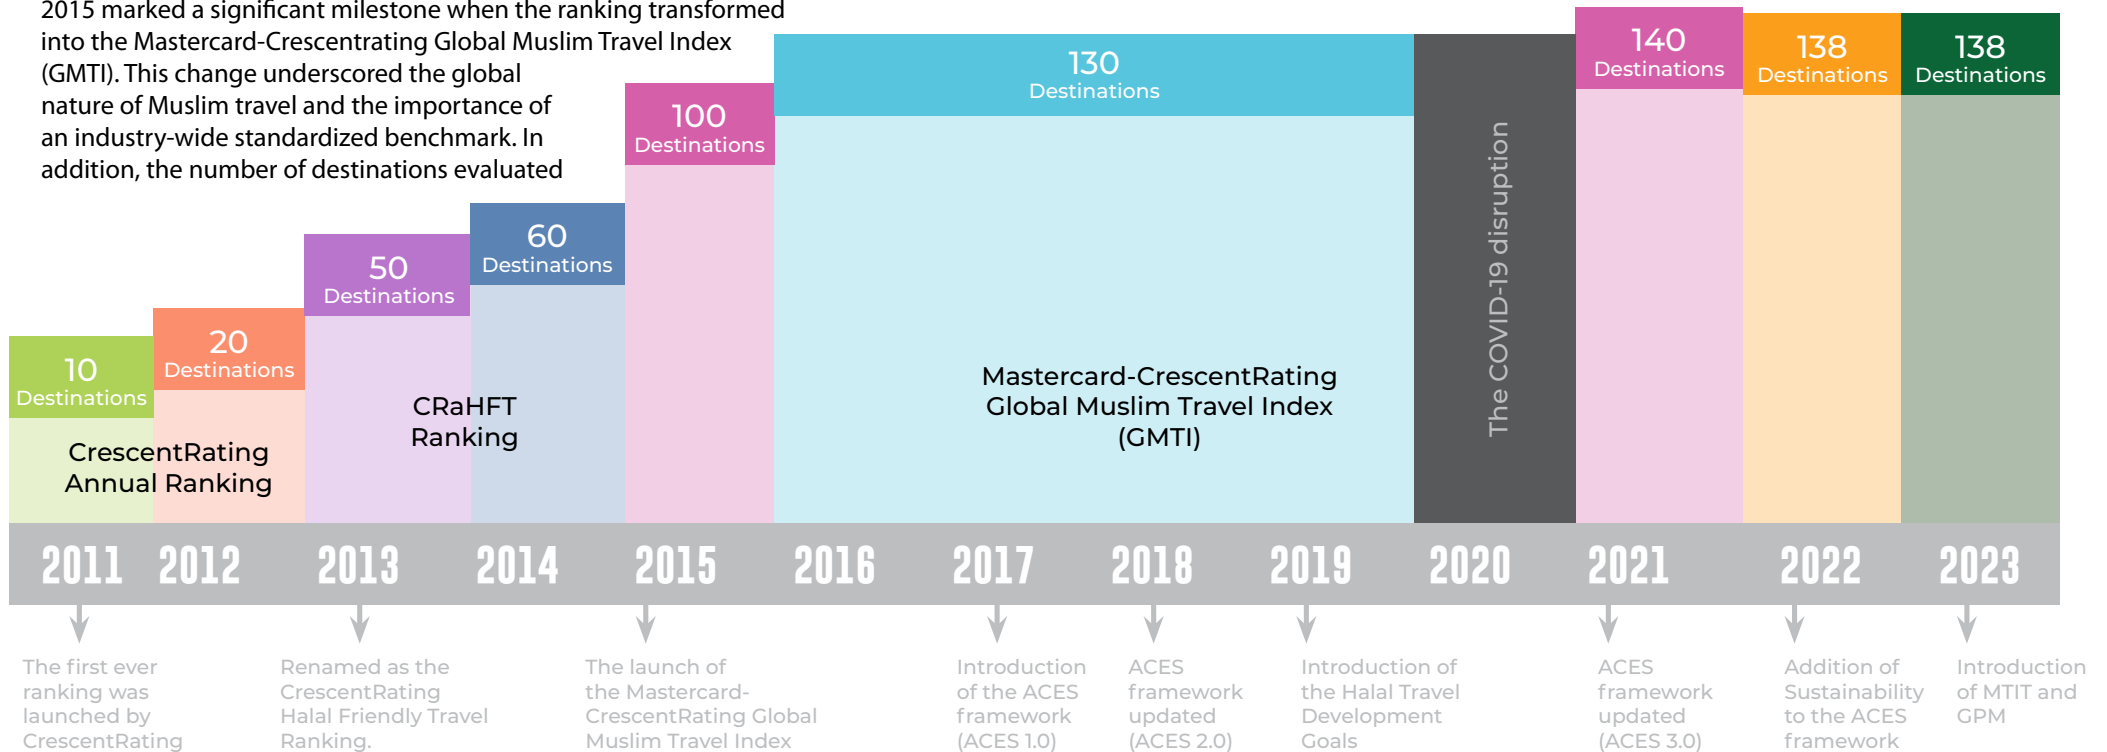 2015 marked a significant milestone when the ranking transformed
into the Mastercard-Crescentrating Global Muslim Travel Index
(GMTI). This change underscored the global
nature of Muslim travel and the importance of
an industry-wide standardized benchmark. In
addition, the number of destinations evaluated
10
Destinations
20
Destinations
50
Destinations
60
Destinations
100
Destinations
130
Destinations
The COVID-19 disruption
140
Destinations
138
Destinations
138
Destinations
CrescentRating
Annual Ranking
CRaHFT
Ranking
Mastercard-CrescentRating
Global Muslim Travel Index
(GMTI)
2011 2012 2013 2014 2015 2016 2017 2018 2019 2020 2021 2022 2023
The first ever
ranking was
launched by
CrescentRating
Renamed as the
CrescentRating
Halal Friendly Travel
Ranking.
The launch of
the Mastercard-
CrescentRating Global
Muslim Travel Index
Introduction
of the ACES
framework
(ACES 1.0)
ACES
framework
updated
(ACES 2.0)
Introduction of
the Halal Travel
Development
Goals
ACES
framework
updated
(ACES 3.0)
Addition of
Sustainability
to the ACES
framework
Introduction
of MTIT and
GPM